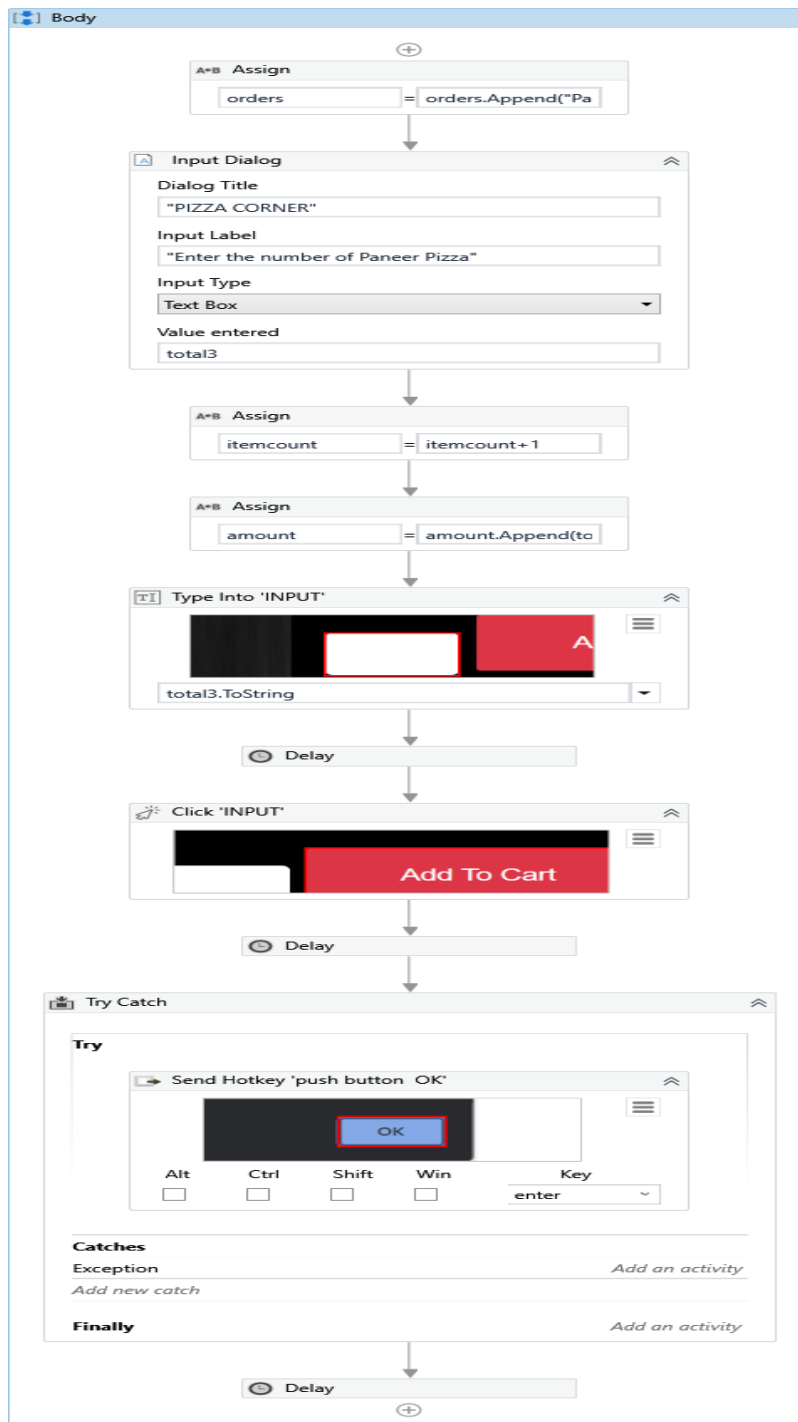 Body
A*B Assign
orders = orders.Append("Pa
Input Dialog
Dialog Title
"PIZZA CORNER"
Input Label
"Enter the number of Paneer Pizza"
Input Type
Text Box
Value entered
total3
A*B Assign
itemcount = itemcount+1
A*B Assign
amount = amount.Append(to
TI Type Into 'INPUT'
A
total3.ToString
Delay
Click 'INPUT'
Add To Cart
Delay
Try Catch
Try
Send Hotkey 'push button OK'
OK
Alt Ctrl Shift Win Key
enter
Catches
Exception Add an activity
Add new catch
Finally Add an activity
Delay